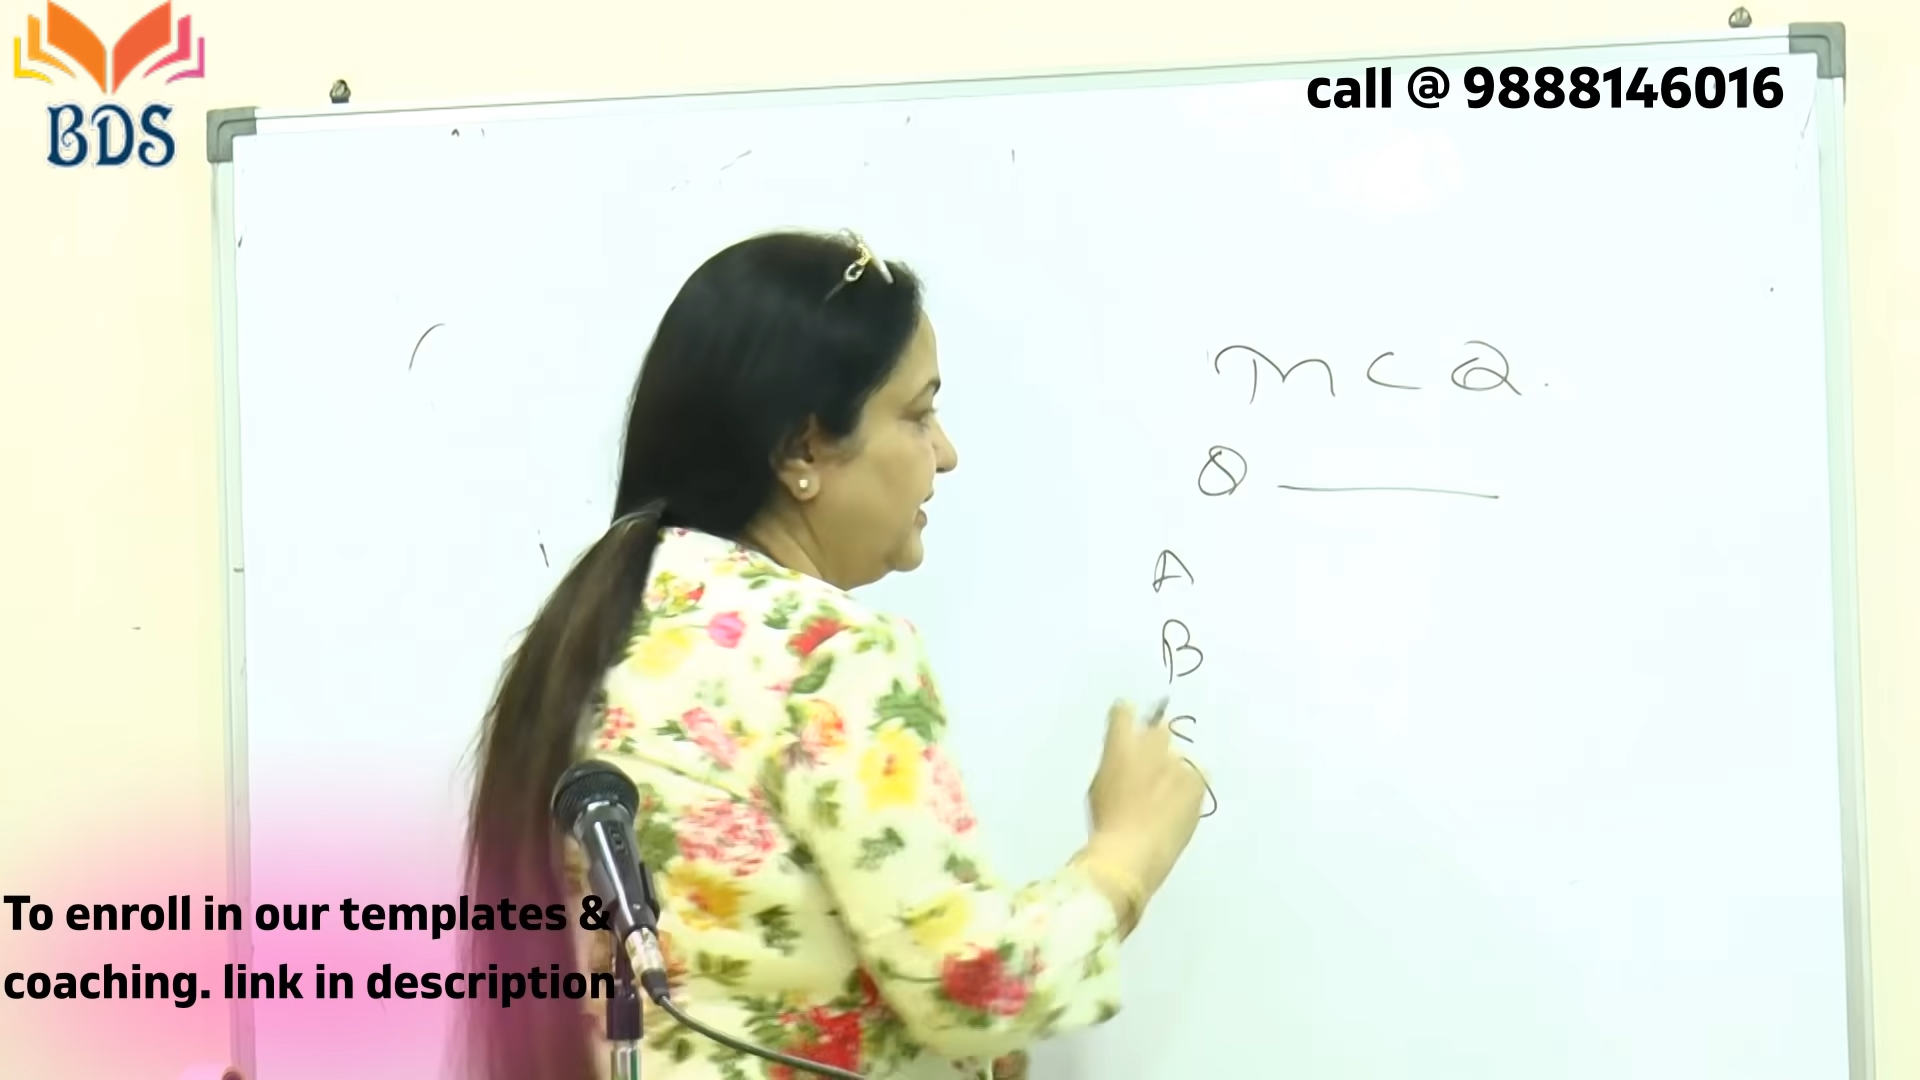 BDS
call @ 9888146016
MCQ.
Q
A
B
C
D
To enroll in our templates &
coaching. link in description